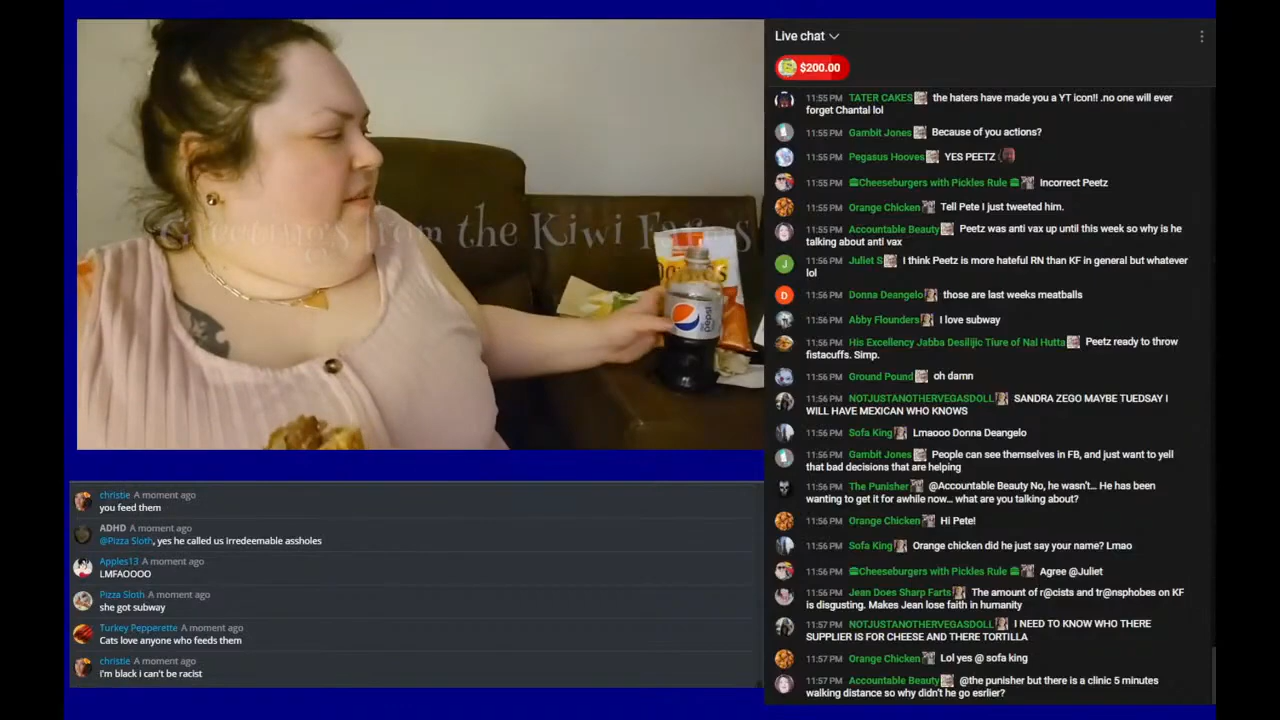 Greetings from the Kiwi Farms
pepsi
Live chat
$200.00
11:55 PM TATER CAKES the haters have made you a YT icon!! .no one will ever
forget Chantal lol
11:55 PM Gambit Jones Because of you actions?
11:55 PM Pegasus Hooves YES PEETZ
11:55 PM Cheeseburgers with Pickles Rule Incorrect Peetz
11:55 PM Orange Chicken Tell Pete I just tweeted him.
11:55 PM Accountable Beauty Peetz was anti vax up until this week so why is he
talking about anti vax
J
11:56 PM Juliet S I think Peetz is more hateful RN than KF in general but whatever
lol
D
11:56 PM Donna Deangelo those are last weeks meatballs
11:56 PM Abby Flounders I love subway
11:56 PM His Excellency Jabba Desilijic Tiure of Nal Hutta Peetz ready to throw
fistacuffs. Simp.
11:56 PM Ground Pound oh damn
11:56 PM NOTJUSTANOTHERVEGASDOLL SANDRA ZEGO MAYBE TUEDSAY I
WILL HAVE MEXICAN WHO KNOWS
11:56 PM Sofa King Lmaooo Donna Deangelo
11:56 PM Gambit Jones People can see themselves in FB, and just want to yell
that bad decisions that are helping
11:56 PM The Punisher @Accountable Beauty No, he wasn't... He has been
wanting to get it for awhile now... what are you talking about?
11:56 PM Orange Chicken Hi Pete!
11:56 PM Sofa King Orange chicken did he just say your name? Lmao
11:56 PM Cheeseburgers with Pickles Rule Agree @Juliet
11:56 PM Jean Does Sharp Farts The amount of r@cists and tr@nsphobes on KF
is disgusting. Makes Jean lose faith in humanity
11:57 PM NOTJUSTANOTHERVEGASDOLL I NEED TO KNOW WHO THERE
SUPPLIER IS FOR CHEESE AND THERE TORTILLA
11:57 PM Orange Chicken Lol yes @ sofa king
11:57 PM Accountable Beauty @the punisher but there is a clinic 5 minutes
walking distance so why didn't he go esrlier?
christie A moment ago
you feed them
ADHD A moment ago
@Pizza Sloth, yes he called us irredeemable assholes
Apples13 A moment ago
LMFAOOOO
Pizza Sloth A moment ago
she got subway
Turkey Pepperette A moment ago
Cats love anyone who feeds them
christie A moment ago
i'm black I can't be racist